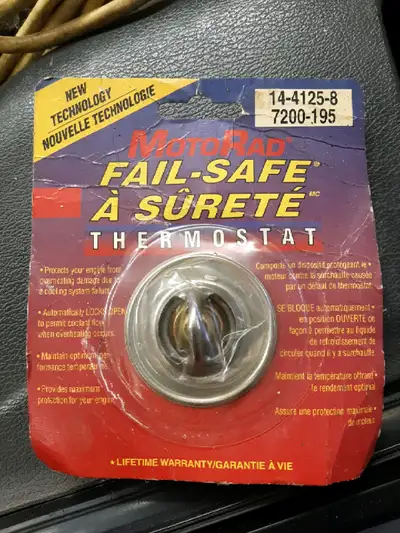 NEW
TECHNOLOGY
NOUVELLE TECHNOLOGIE
14-4125-8
7200-195
MOTORAD
FAIL-SAFE®
À SÛRETÉ MC
THERMOSTAT
• Protects your engine from
overheating damage due to
a cooling system failure.
• Automatically LOCKS OPEN
to permit coolant flow
when overheating occurs.
• Maintain optimum per-
formance temperature.
• Provides maximum
protection for your engine.
Comporte un dispositif protégeant le •
moteur contre la surchauffe causée
par un défaut de thermostat.
SE BLOQUE automatiquement •
en position OUVERTE de
façon à permettre au liquide
de refroidissement de
circuler quand il y a surchauffe.
Maintient la température offrant •
le rendement optimal.
Assure une protection maximale •
du moteur.
• LIFETIME WARRANTY/GARANTIE À VIE